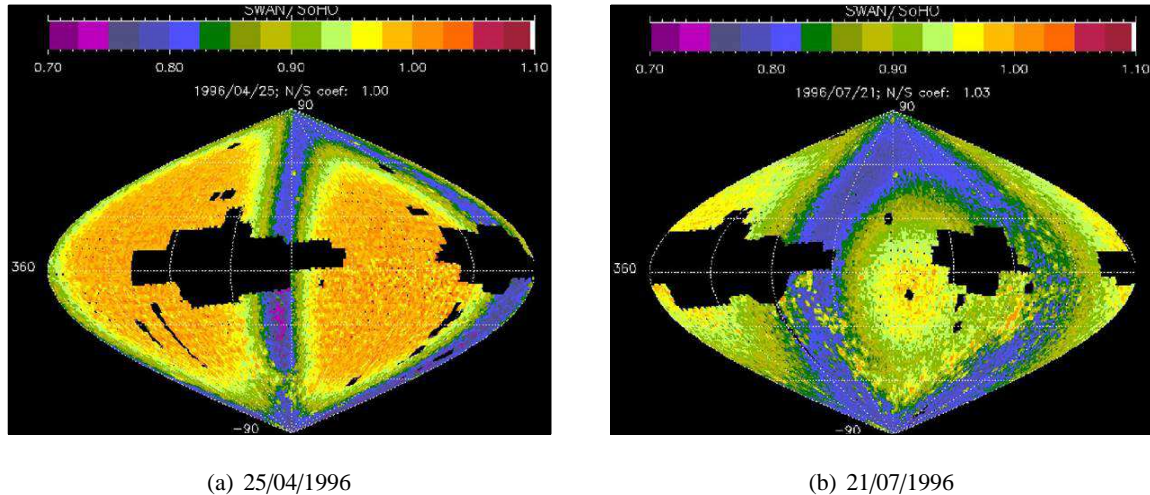 SWAN/SoHO
0.70 0.80 0.90 1.00 1.10
1996/04/25; N/S coef: 1.00
90
360
-90
(a) 25/04/1996
SWAN/SoHO
0.70 0.80 0.90 1.00 1.10
1996/07/21; N/S coef: 1.03
90
360
-90
(b) 21/07/1996